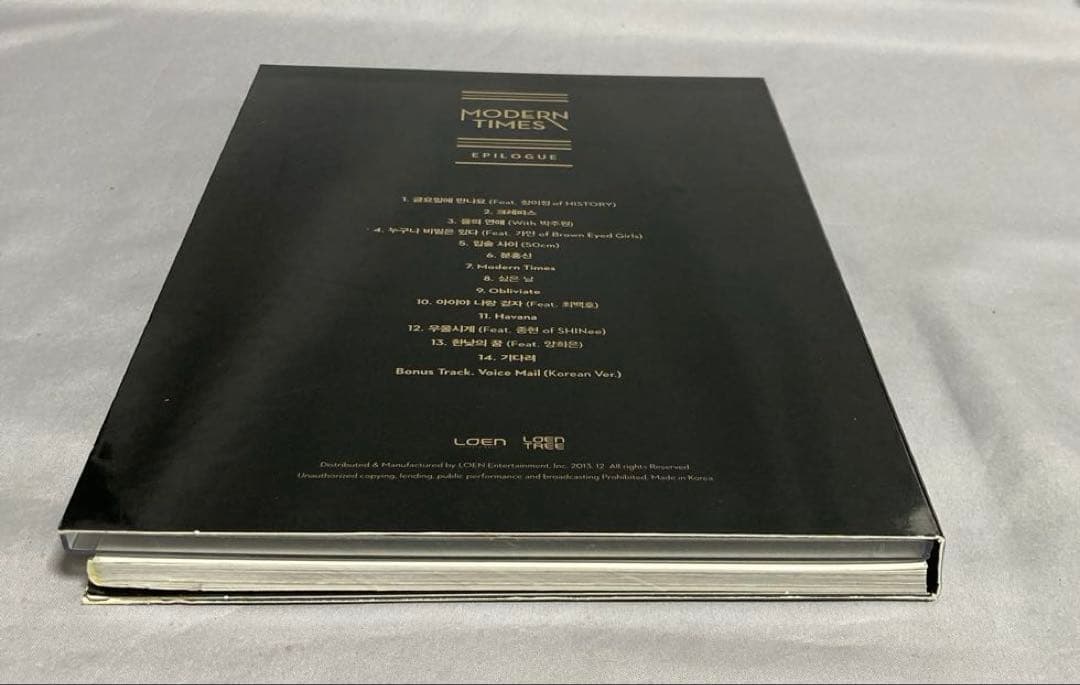 MODERN
TIMES
EPILOGUE
1. 금요일에 만나요 (Feat. 장이정 of HISTORY)
2. 크레파스
3. 을의 연애 (With 박주원)
4. 누구나 비밀은 있다 (Feat. 가인 of Brown Eyed Girls)
5. 입술 사이 (50cm)
6. 분홍신
7. Modern Times
8. 싫은 날
9. Obliviate
10. 아이야 나랑 걷자 (Feat. 최백호)
11. Havana
12. 우울시계 (Feat. 종현 of SHINee)
13. 한낮의 꿈 (Feat. 양희은)
14. 기다려
Bonus Track. Voice Mail (Korean Ver.)
LOEN LOEN TREE
Distributed & Manufactured by LOEN Entertainment, Inc. 2013. 12 All rights Reserved
Unauthorized copying, lending, public performance and broadcasting Prohibited. Made in Korea